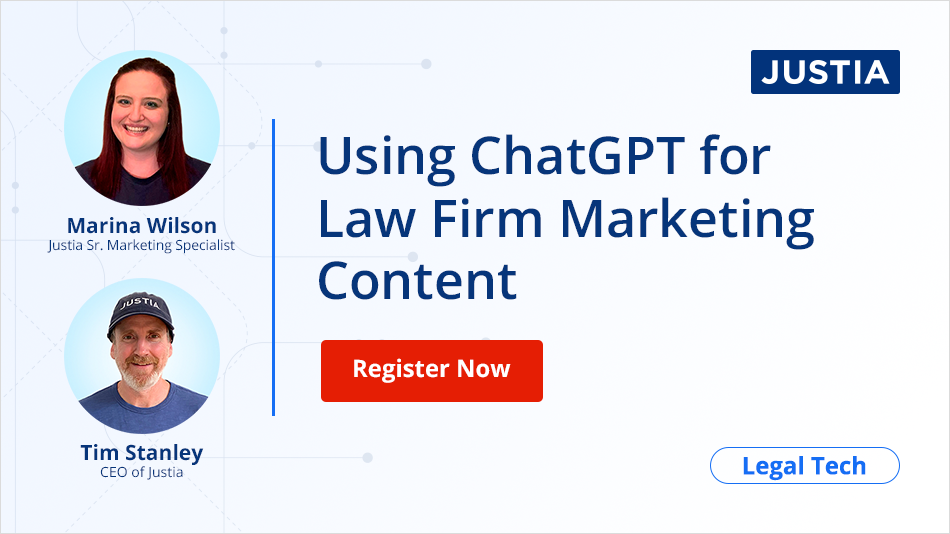 JUSTIA
Marina Wilson
Justia Sr. Marketing Specialist
JUSTIA
Tim Stanley
CEO of Justia
Using ChatGPT for
Law Firm Marketing
Content
Register Now
Legal Tech